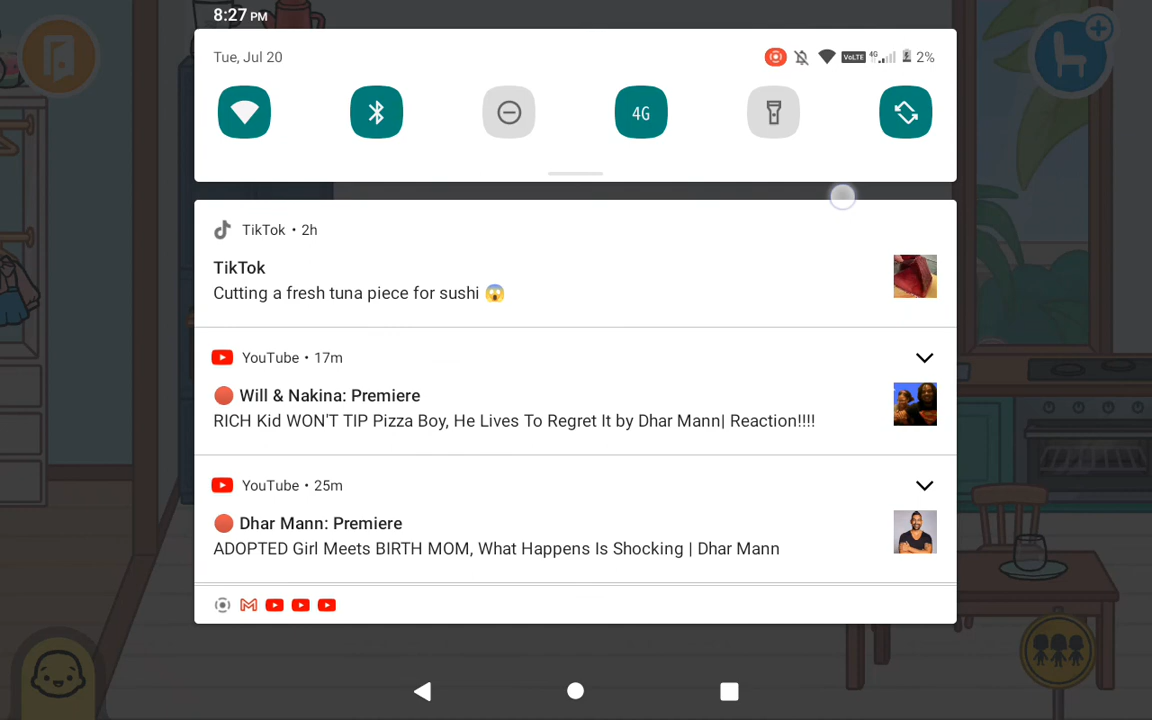 8:27 PM
Tue, Jul 20
VoLTE 4G 2%
4G
TikTok • 2h
TikTok
Cutting a fresh tuna piece for sushi 😱
YouTube • 17m
🔴 Will & Nakina: Premiere
RICH Kid WON'T TIP Pizza Boy, He Lives To Regret It by Dhar Mann| Reaction!!!!
YouTube • 25m
🔴 Dhar Mann: Premiere
ADOPTED Girl Meets BIRTH MOM, What Happens Is Shocking | Dhar Mann